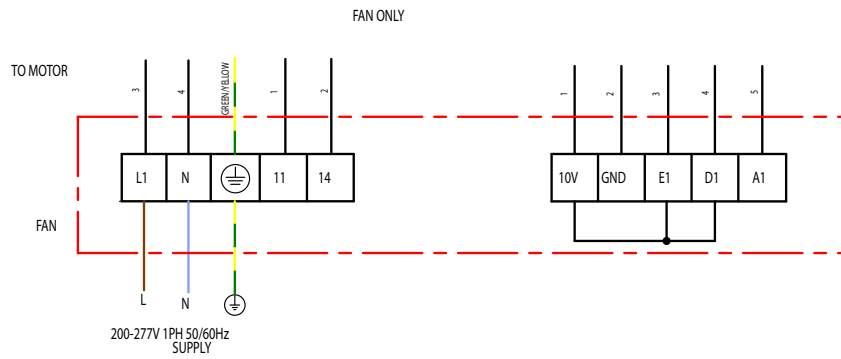 FAN ONLY
TO MOTOR
3
4
GREEN/YELLOW
1
2
1
2
3
4
5
L1
N
11
14
10V
GND
E1
D1
A1
FAN
L
N
200-277V 1PH 50/60Hz
SUPPLY